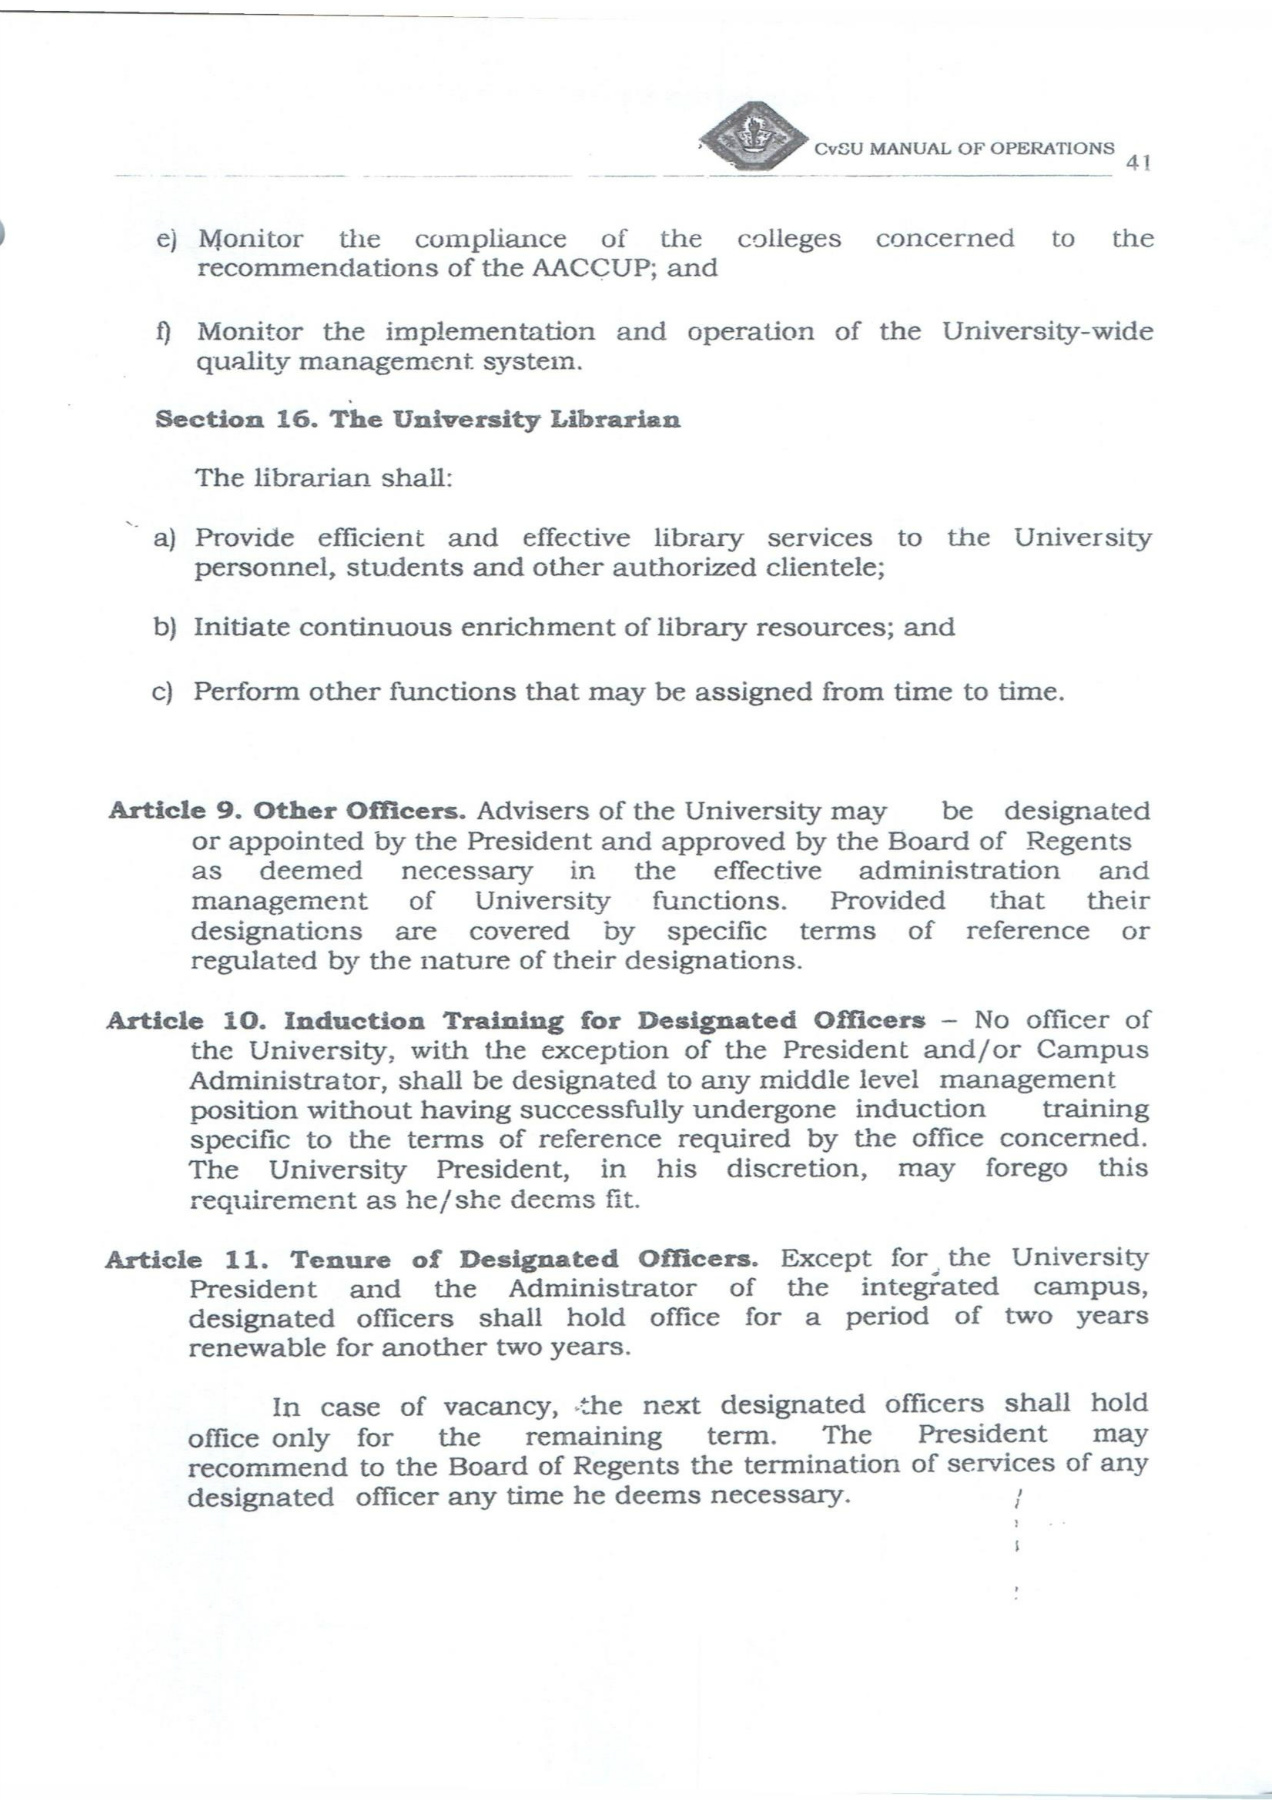 CvSU MANUAL OF OPERATIONS 41
e) Monitor the compliance of the colleges concerned to the
recommendations of the AACCUP; and
f) Monitor the implementation and operation of the University-wide
quality management system.
Section 16. The University Librarian
The librarian shall:
a) Provide efficient and effective library services to the University
personnel, students and other authorized clientele;
b) Initiate continuous enrichment of library resources; and
c) Perform other functions that may be assigned from time to time.
Article 9. Other Officers. Advisers of the University may be designated
or appointed by the President and approved by the Board of Regents
as deemed necessary in the effective administration and
management of University functions. Provided that their
designations are covered by specific terms of reference or
regulated by the nature of their designations.
Article 10. Induction Training for Designated Officers – No officer of
the University, with the exception of the President and/or Campus
Administrator, shall be designated to any middle level management
position without having successfully undergone induction training
specific to the terms of reference required by the office concerned.
The University President, in his discretion, may forego this
requirement as he/she deems fit.
Article 11. Tenure of Designated Officers. Except for the University
President and the Administrator of the integrated campus,
designated officers shall hold office for a period of two years
renewable for another two years.
In case of vacancy, the next designated officers shall hold
office only for the remaining term. The President may
recommend to the Board of Regents the termination of services of any
designated officer any time he deems necessary.